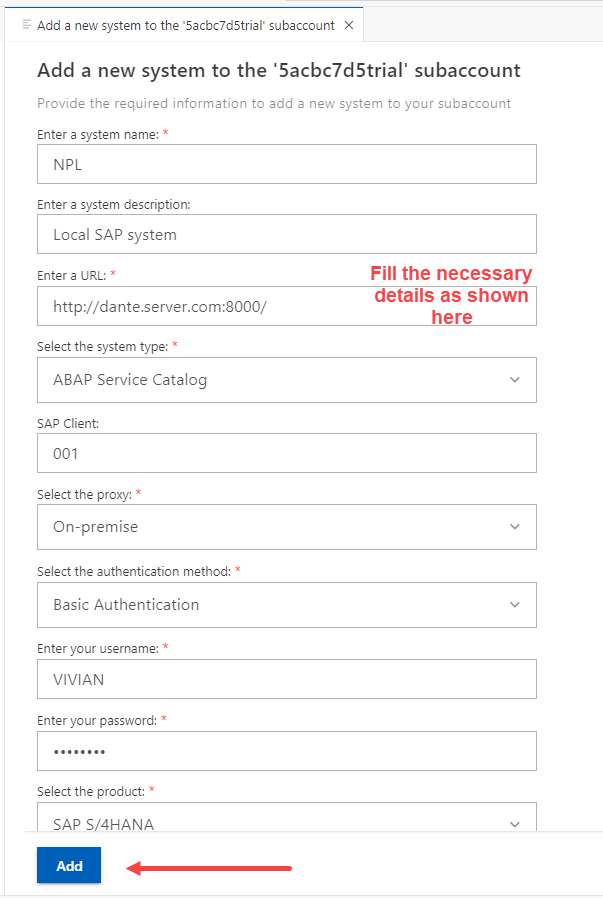 Add a new system to the '5acbc7d5trial' subaccount
Add a new system to the '5acbc7d5trial' subaccount
Provide the required information to add a new system to your subaccount
Enter a system name: *
NPL
Enter a system description:
Local SAP system
Enter a URL: *
Fill the necessary
details as shown
here
http://dante.server.com:8000/
Select the system type: *
ABAP Service Catalog
SAP Client:
001
Select the proxy: *
On-premise
Select the authentication method: *
Basic Authentication
Enter your username: *
VIVIAN
Enter your password: *
••••••••
Select the product: *
SAP S/4HANA
Add